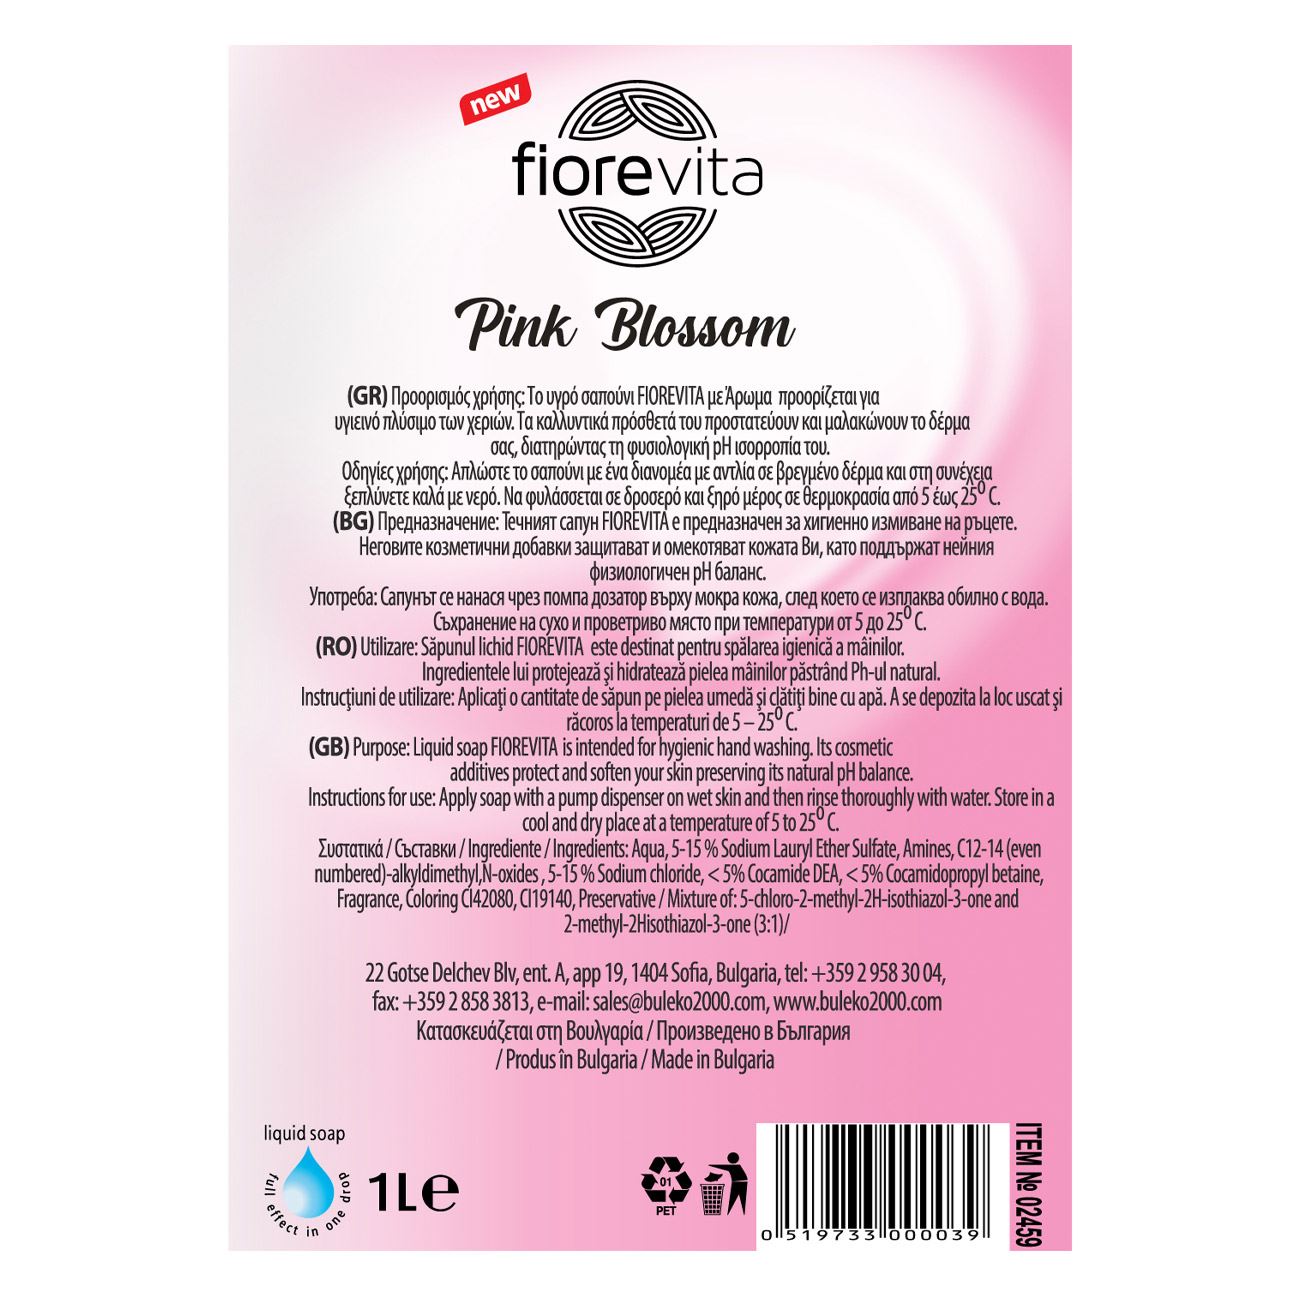 new
fiorevita
Pink Blossom
(GR) Προορισμός χρήσης: Το υγρό σαπούνι FIOREVITA με Άρωμα προορίζεται για
υγιεινό πλύσιμο των χεριών. Τα καλλυντικά πρόσθετά του προστατεύουν και μαλακώνουν το δέρμα
σας, διατηρώντας τη φυσιολογική pH ισορροπία του.
Οδηγίες χρήσης: Απλώστε το σαπούνι με ένα διανομέα με αντλία σε βρεγμένο δέρμα και στη συνέχεια
ξεπλύνετε καλά με νερό. Να φυλάσσεται σε δροσερό και ξηρό μέρος σε θερμοκρασία από 5 έως 25⁰ C.
(BG) Предназначение: Течният сапун FIOREVITA е предназначен за хигиенно измиване на ръцете.
Неговите козметични добавки защитават и омекотяват кожата Ви, като поддържат нейния
физиологичен pH баланс.
Употреба: Сапунът се нанася чрез помпа дозатор върху мокра кожа, след което се изплаква обилно с вода.
Съхранение на сухо и проветриво място при температури от 5 до 25⁰ C.
(RO) Utilizare: Săpunul lichid FIOREVITA este destinat pentru spălarea igienică a mâinilor.
Ingredientele lui protejează şi hidratează pielea mâinilor păstrând Ph-ul natural.
Instrucţiuni de utilizare: Aplicaţi o cantitate de săpun pe pielea umedă şi clătiţi bine cu apă. A se depozita la loc uscat şi
răcoros la temperaturi de 5 – 25⁰ C.
(GB) Purpose: Liquid soap FIOREVITA is intended for hygienic hand washing. Its cosmetic
additives protect and soften your skin preserving its natural pH balance.
Instructions for use: Apply soap with a pump dispenser on wet skin and then rinse thoroughly with water. Store in a
cool and dry place at a temperature of 5 to 25⁰ C.
Συστατικά / Съставки / Ingrediente / Ingredients: Aqua, 5-15 % Sodium Lauryl Ether Sulfate, Amines, C12-14 (even
numbered)-alkyldimethyl,N-oxides , 5-15 % Sodium chloride, < 5% Cocamide DEA, < 5% Cocamidopropyl betaine,
Fragrance, Coloring CI42080, CI19140, Preservative / Mixture of: 5-chloro-2-methyl-2H-isothiazol-3-one and
2-methyl-2Hisothiazol-3-one (3:1)/
22 Gotse Delchev Blv, ent. A, app 19, 1404 Sofia, Bulgaria, tel: +359 2 958 30 04,
fax: +359 2 858 3813, e-mail: sales@buleko2000.com, www.buleko2000.com
Κατασκευάζεται στη Βουλγαρία / Произведено в България
/ Produs în Bulgaria / Made in Bulgaria
liquid soap
full effect in one drop
1L e
01
PET
0 519733 000039
ITEM № 02459